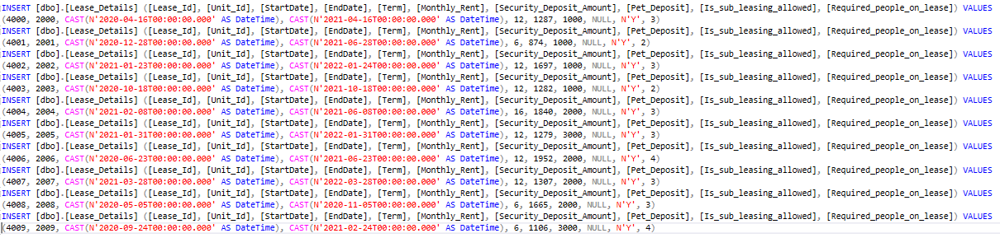 INSERT [dbo].[Lease_Details] ([Lease_Id], [Unit_Id], [StartDate], [EndDate], [Term], [Monthly_Rent], [Security_Deposit_Amount], [Pet_Deposit], [Is_sub_leasing_allowed], [Required_people_on_lease]) VALUES
(4000, 2000, CAST(N'2020-04-16T00:00:00.000' AS DateTime), CAST(N'2021-04-16T00:00:00.000' AS DateTime), 12, 1287, 1000, NULL, N'Y', 3)
INSERT [dbo].[Lease_Details] ([Lease_Id], [Unit_Id], [StartDate], [EndDate], [Term], [Monthly_Rent], [Security_Deposit_Amount], [Pet_Deposit], [Is_sub_leasing_allowed], [Required_people_on_lease]) VALUES
(4001, 2001, CAST(N'2020-12-28T00:00:00.000' AS DateTime), CAST(N'2021-06-28T00:00:00.000' AS DateTime), 6, 874, 1000, NULL, N'Y', 2)
INSERT [dbo].[Lease_Details] ([Lease_Id], [Unit_Id], [StartDate], [EndDate], [Term], [Monthly_Rent], [Security_Deposit_Amount], [Pet_Deposit], [Is_sub_leasing_allowed], [Required_people_on_lease]) VALUES
(4002, 2002, CAST(N'2021-01-23T00:00:00.000' AS DateTime), CAST(N'2022-01-24T00:00:00.000' AS DateTime), 12, 1697, 1000, NULL, N'Y', 3)
INSERT [dbo].[Lease_Details] ([Lease_Id], [Unit_Id], [StartDate], [EndDate], [Term], [Monthly_Rent], [Security_Deposit_Amount], [Pet_Deposit], [Is_sub_leasing_allowed], [Required_people_on_lease]) VALUES
(4003, 2003, CAST(N'2020-10-18T00:00:00.000' AS DateTime), CAST(N'2021-10-18T00:00:00.000' AS DateTime), 12, 1282, 1000, NULL, N'Y', 2)
INSERT [dbo].[Lease_Details] ([Lease_Id], [Unit_Id], [StartDate], [EndDate], [Term], [Monthly_Rent], [Security_Deposit_Amount], [Pet_Deposit], [Is_sub_leasing_allowed], [Required_people_on_lease]) VALUES
(4004, 2004, CAST(N'2021-02-08T00:00:00.000' AS DateTime), CAST(N'2021-06-08T00:00:00.000' AS DateTime), 16, 1840, 2000, NULL, N'Y', 3)
INSERT [dbo].[Lease_Details] ([Lease_Id], [Unit_Id], [StartDate], [EndDate], [Term], [Monthly_Rent], [Security_Deposit_Amount], [Pet_Deposit], [Is_sub_leasing_allowed], [Required_people_on_lease]) VALUES
(4005, 2005, CAST(N'2021-01-31T00:00:00.000' AS DateTime), CAST(N'2022-01-31T00:00:00.000' AS DateTime), 12, 1279, 3000, NULL, N'Y', 3)
INSERT [dbo].[Lease_Details] ([Lease_Id], [Unit_Id], [StartDate], [EndDate], [Term], [Monthly_Rent], [Security_Deposit_Amount], [Pet_Deposit], [Is_sub_leasing_allowed], [Required_people_on_lease]) VALUES
(4006, 2006, CAST(N'2020-06-23T00:00:00.000' AS DateTime), CAST(N'2021-06-23T00:00:00.000' AS DateTime), 12, 1952, 2000, NULL, N'Y', 4)
INSERT [dbo].[Lease_Details] ([Lease_Id], [Unit_Id], [StartDate], [EndDate], [Term], [Monthly_Rent], [Security_Deposit_Amount], [Pet_Deposit], [Is_sub_leasing_allowed], [Required_people_on_lease]) VALUES
(4007, 2007, CAST(N'2021-03-28T00:00:00.000' AS DateTime), CAST(N'2022-03-28T00:00:00.000' AS DateTime), 12, 1307, 2000, NULL, N'Y', 3)
INSERT [dbo].[Lease_Details] ([Lease_Id], [Unit_Id], [StartDate], [EndDate], [Term], [Monthly_Rent], [Security_Deposit_Amount], [Pet_Deposit], [Is_sub_leasing_allowed], [Required_people_on_lease]) VALUES
(4008, 2008, CAST(N'2020-05-05T00:00:00.000' AS DateTime), CAST(N'2020-11-05T00:00:00.000' AS DateTime), 6, 1665, 2000, NULL, N'Y', 3)
INSERT [dbo].[Lease_Details] ([Lease_Id], [Unit_Id], [StartDate], [EndDate], [Term], [Monthly_Rent], [Security_Deposit_Amount], [Pet_Deposit], [Is_sub_leasing_allowed], [Required_people_on_lease]) VALUES
(4009, 2009, CAST(N'2020-09-24T00:00:00.000' AS DateTime), CAST(N'2021-02-24T00:00:00.000' AS DateTime), 6, 1106, 3000, NULL, N'Y', 4)